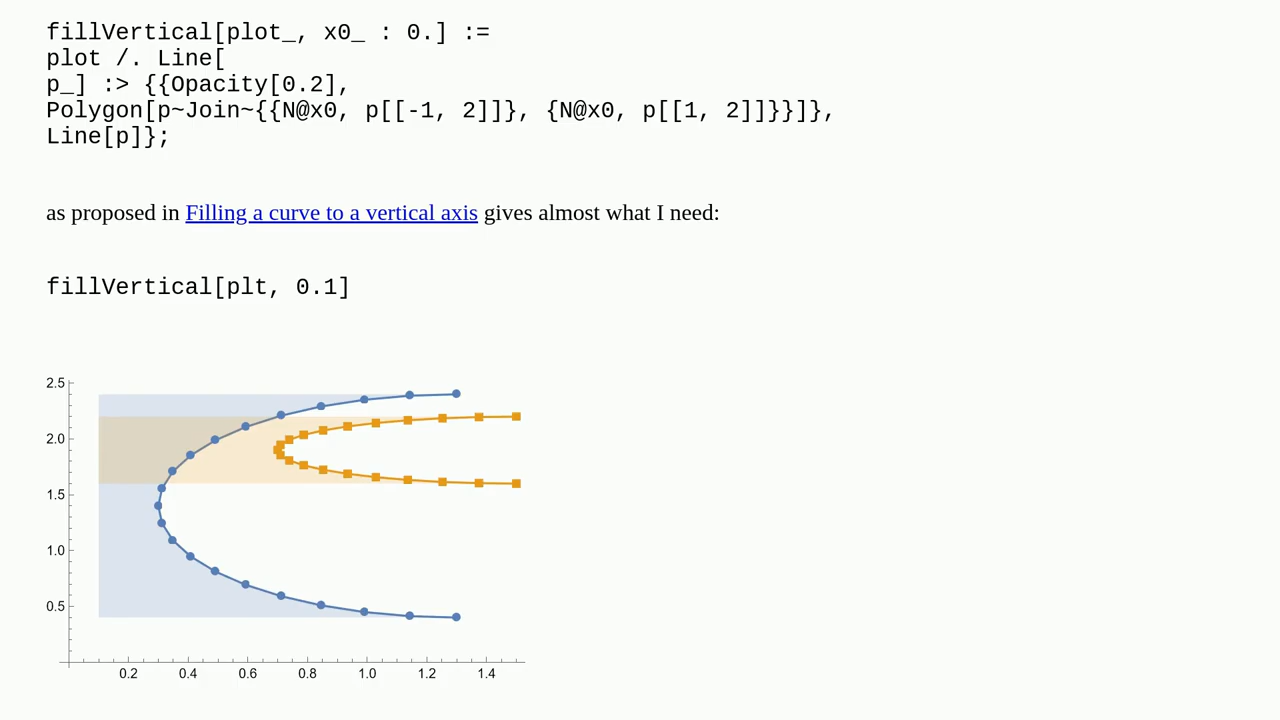 fillVertical[plot_, x0_ : 0.] :=
plot /. Line[
p_] :> {{Opacity[0.2],
Polygon[p~Join~{{N@x0, p[[-1, 2]]}, {N@x0, p[[1, 2]]}}]},
Line[p]};
as proposed in Filling a curve to a vertical axis gives almost what I need:
fillVertical[plt, 0.1]
2.5
2.0
1.5
1.0
0.5
0.2 0.4 0.6 0.8 1.0 1.2 1.4